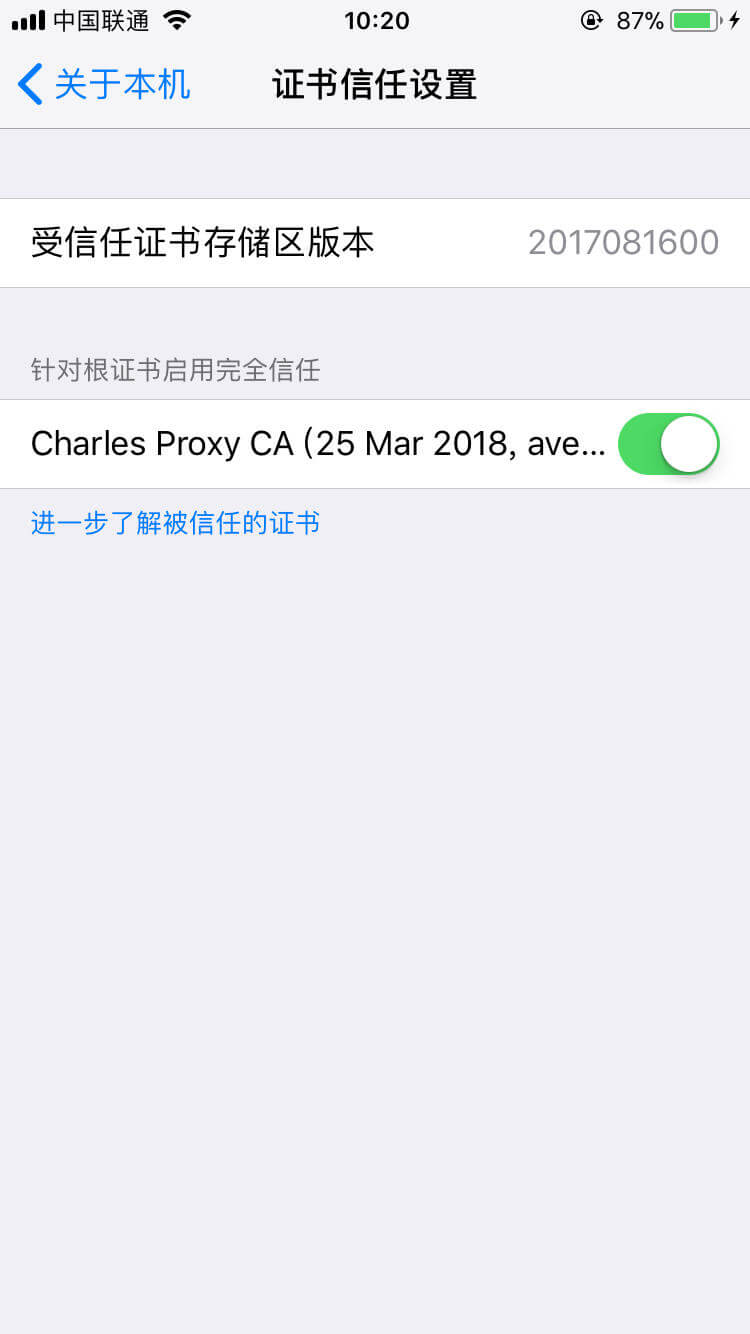 中国联通 10:20 87%
关于本机 证书信任设置
受信任证书存储区版本 2017081600
针对根证书启用完全信任
Charles Proxy CA (25 Mar 2018, ave...
进一步了解被信任的证书